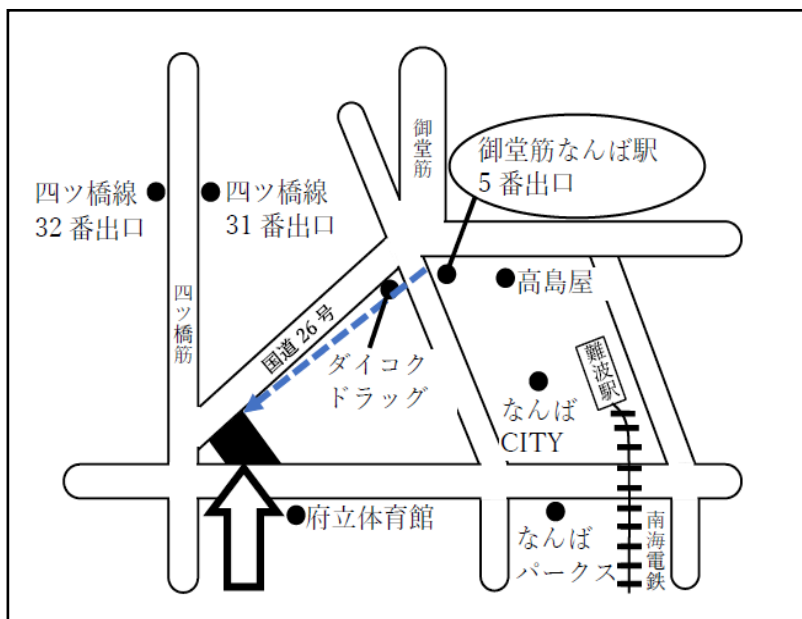 御堂筋
御堂筋なんば駅
5 番出口
四ツ橋線
32 番出口
四ツ橋線
31 番出口
四ツ橋筋
国道 26 号
高島屋
ダイコク
ドラッグ
難波駅
なんば
CITY
府立体育館
なんば
パークス
南海電鉄